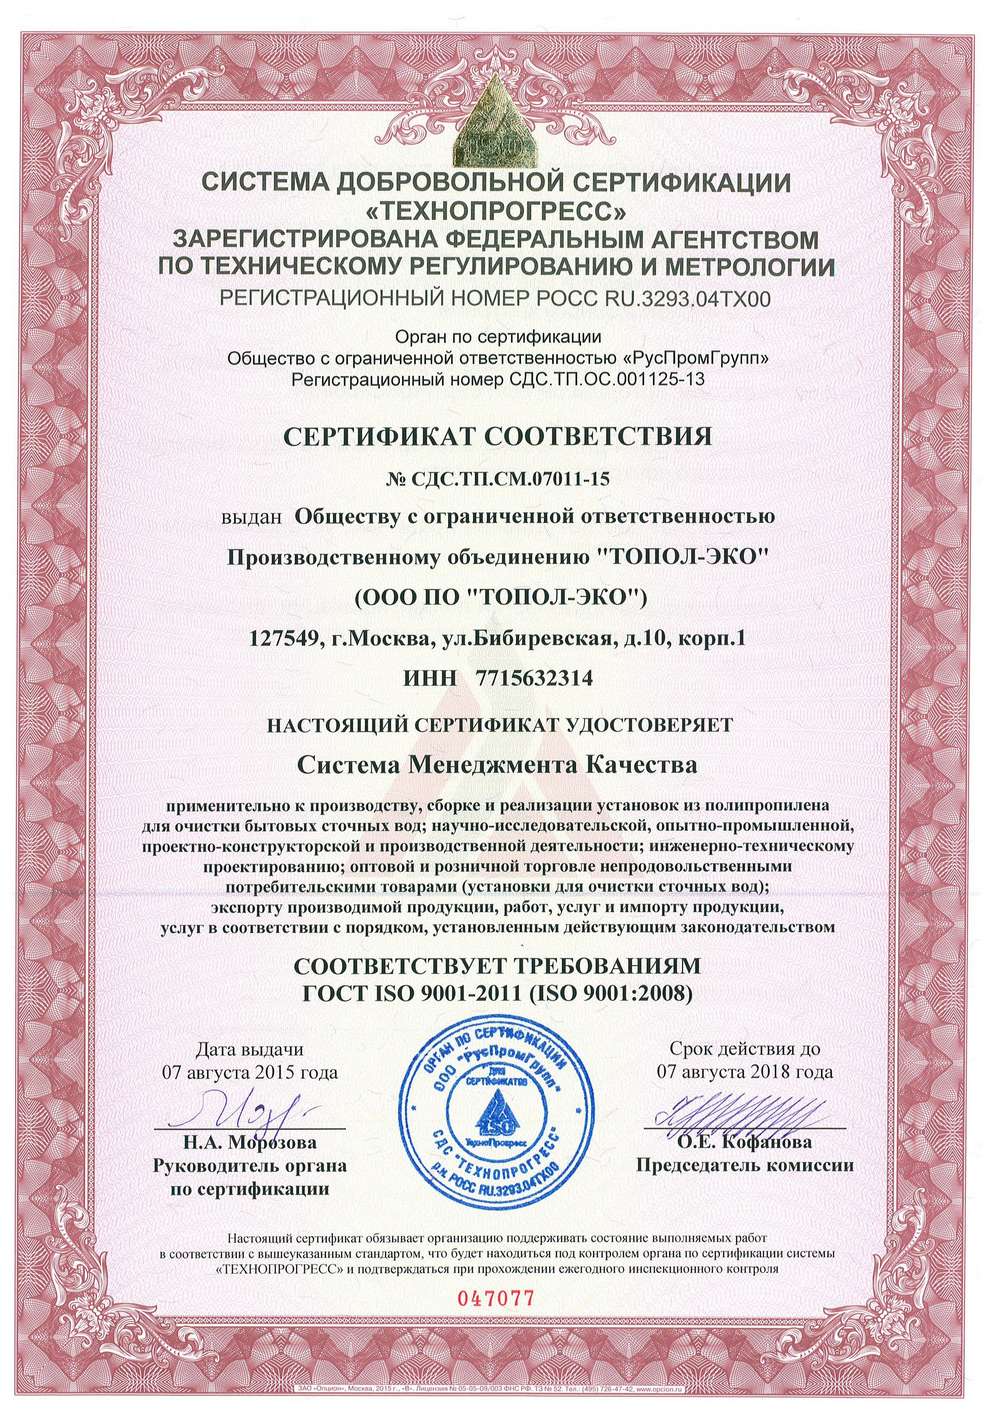 СИСТЕМА ДОБРОВОЛЬНОЙ СЕРТИФИКАЦИИ
«ТЕХНОПРОГРЕСС»
ЗАРЕГИСТРИРОВАНА ФЕДЕРАЛЬНЫМ АГЕНТСТВОМ
ПО ТЕХНИЧЕСКОМУ РЕГУЛИРОВАНИЮ И МЕТРОЛОГИИ
РЕГИСТРАЦИОННЫЙ НОМЕР РОСС RU.3293.04ТХ00
Орган по сертификации
Общество с ограниченной ответственностью «РусПромГрупп»
Регистрационный номер СДС.ТП.ОС.001125-13
СЕРТИФИКАТ СООТВЕТСТВИЯ
№ СДС.ТП.СМ.07011-15
выдан Обществу с ограниченной ответственностью
Производственному объединению "ТОПОЛ-ЭКО"
(ООО ПО "ТОПОЛ-ЭКО")
127549, г.Москва, ул.Бибиревская, д.10, корп.1
ИНН 7715632314
НАСТОЯЩИЙ СЕРТИФИКАТ УДОСТОВЕРЯЕТ
Система Менеджмента Качества
применительно к производству, сборке и реализации установок из полипропилена
для очистки бытовых сточных вод; научно-исследовательской, опытно-промышленной,
проектно-конструкторской и производственной деятельности; инженерно-техническому
проектированию; оптовой и розничной торговле непродовольственными
потребительскими товарами (установки для очистки сточных вод);
экспорту производимой продукции, работ, услуг и импорту продукции,
услуг в соответствии с порядком, установленным действующим законодательством
СООТВЕТСТВУЕТ ТРЕБОВАНИЯМ
ГОСТ ISO 9001-2011 (ISO 9001:2008)
Дата выдачи
07 августа 2015 года
Н.А. Морозова
Руководитель органа
по сертификации
ОРГАН ПО СЕРТИФИКАЦИИ
ООО "РусПромГрупп"
ДЛЯ
СЕРТИФИКАТОВ
ISO
ТехноПрогресс
СДС "ТЕХНОПРОГРЕСС"
р.н. РОСС RU.3293.04ТХ00
Срок действия до
07 августа 2018 года
О.Е. Кофанова
Председатель комиссии
Настоящий сертификат обязывает организацию поддерживать состояние выполняемых работ
в соответствии с вышеуказанным стандартом, что будет находиться под контролем органа по сертификации системы
«ТЕХНОПРОГРЕСС» и подтверждаться при прохождении ежегодного инспекционного контроля
047077
ЗАО «Опцион», Москва, 2015 г., «В». Лицензия № 05-05-09/003 ФНС РФ. ТЗ № 52. Тел.: (495) 726-47-42, www.opcion.ru